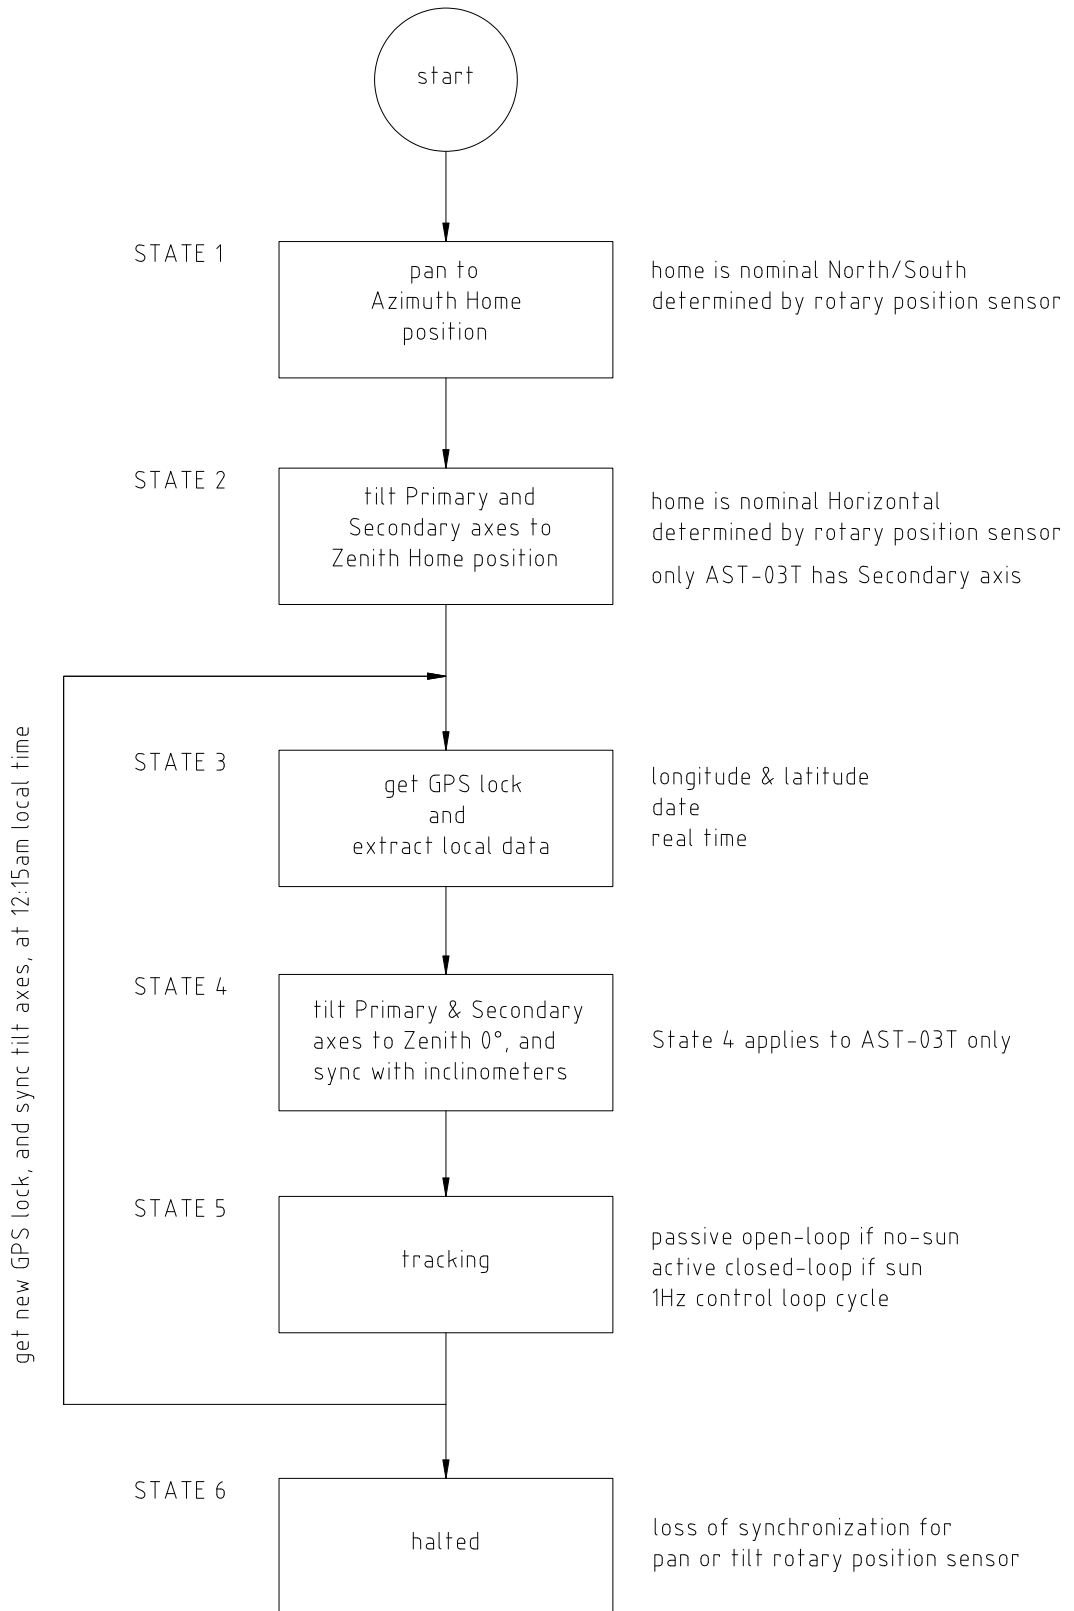 start
STATE 1
pan to
Azimuth Home
position
home is nominal North/South
determined by rotary position sensor
STATE 2
tilt Primary and
Secondary axes to
Zenith Home position
home is nominal Horizontal
determined by rotary position sensor
only AST-03T has Secondary axis
get new GPS lock, and sync tilt axes, at 12:15am local time
STATE 3
get GPS lock
and
extract local data
longitude & latitude
date
real time
STATE 4
tilt Primary & Secondary
axes to Zenith 0°, and
sync with inclinometers
State 4 applies to AST-03T only
STATE 5
tracking
passive open-loop if no-sun
active closed-loop if sun
1Hz control loop cycle
STATE 6
halted
loss of synchronization for
pan or tilt rotary position sensor